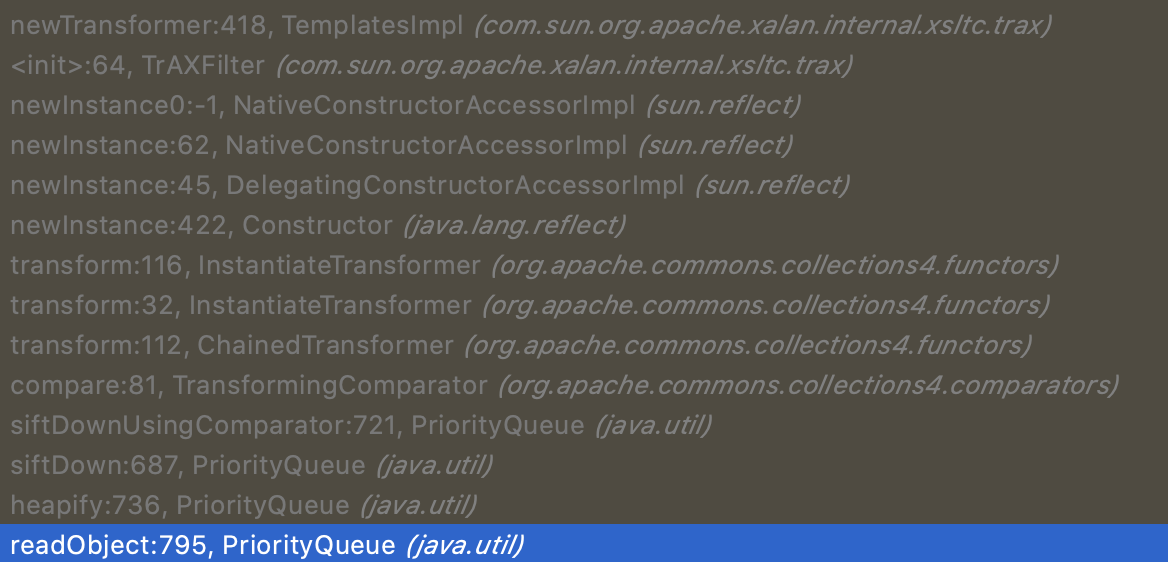 newTransformer:418, TemplatesImpl (com.sun.org.apache.xalan.internal.xsltc.trax)
<init>:64, TrAXFilter (com.sun.org.apache.xalan.internal.xsltc.trax)
newInstance0:-1, NativeConstructorAccessorImpl (sun.reflect)
newInstance:62, NativeConstructorAccessorImpl (sun.reflect)
newInstance:45, DelegatingConstructorAccessorImpl (sun.reflect)
newInstance:422, Constructor (java.lang.reflect)
transform:116, InstantiateTransformer (org.apache.commons.collections4.functors)
transform:32, InstantiateTransformer (org.apache.commons.collections4.functors)
transform:112, ChainedTransformer (org.apache.commons.collections4.functors)
compare:81, TransformingComparator (org.apache.commons.collections4.comparators)
siftDownUsingComparator:721, PriorityQueue (java.util)
siftDown:687, PriorityQueue (java.util)
heapify:736, PriorityQueue (java.util)
readObject:795, PriorityQueue (java.util)